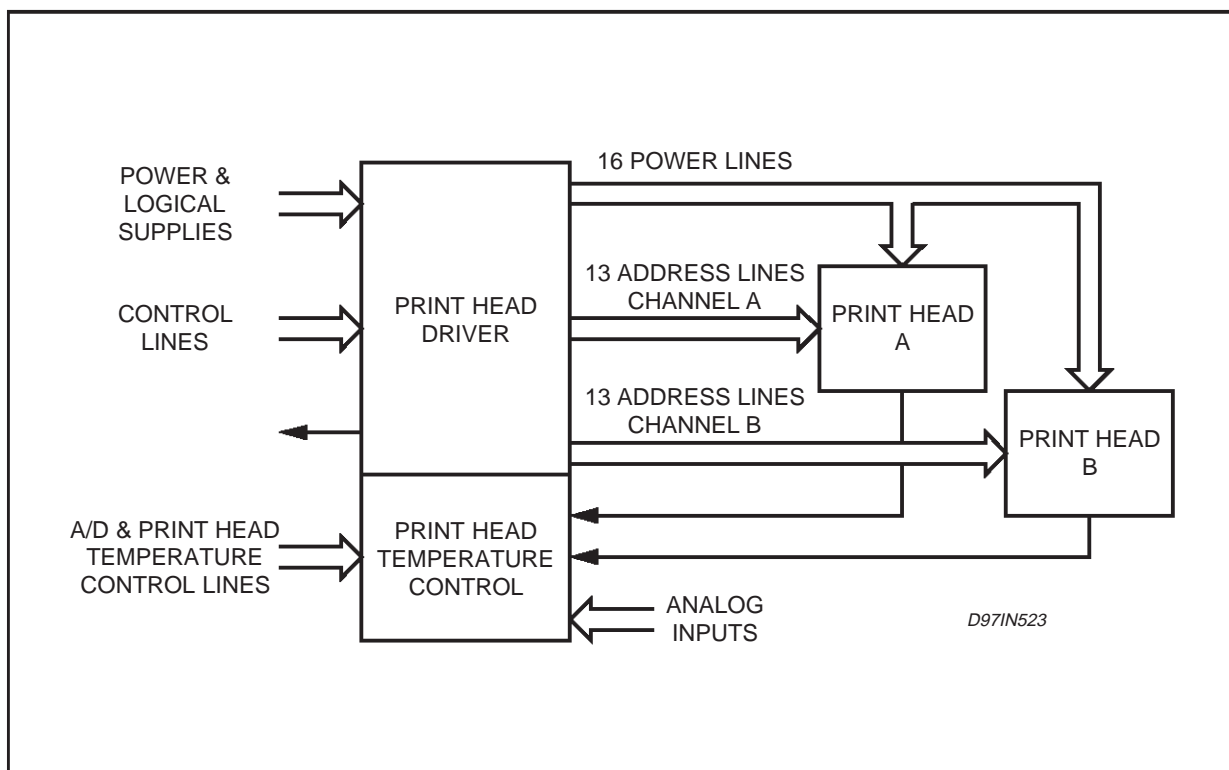 POWER &
LOGICAL
SUPPLIES
CONTROL
LINES
A/D & PRINT HEAD
TEMPERATURE
CONTROL LINES
PRINT HEAD
DRIVER
PRINT HEAD
TEMPERATURE
CONTROL
16 POWER LINES
13 ADDRESS LINES
CHANNEL A
13 ADDRESS LINES
CHANNEL B
PRINT HEAD
A
PRINT HEAD
B
ANALOG
INPUTS
D97IN523